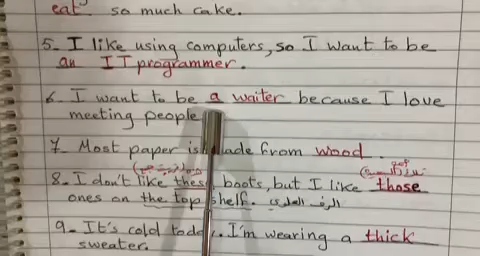 eat so much cake.
5- I like using computers, so I want to be
an IT programmer.
6- I want to be a waiter because I love
meeting people
7- Most paper is made from wood.
8- I don't like these boots, but I like those
ones on the top shelf. الرف العلوي
9- It's cold today. I'm wearing a thick
sweater.